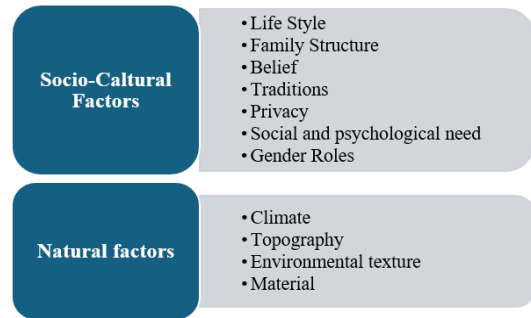 Socio-Caltural
Factors
• Life Style
• Family Structure
• Belief
• Traditions
• Privacy
• Social and psychological need
• Gender Roles
Natural factors
• Climate
• Topography
• Environmental texture
• Material